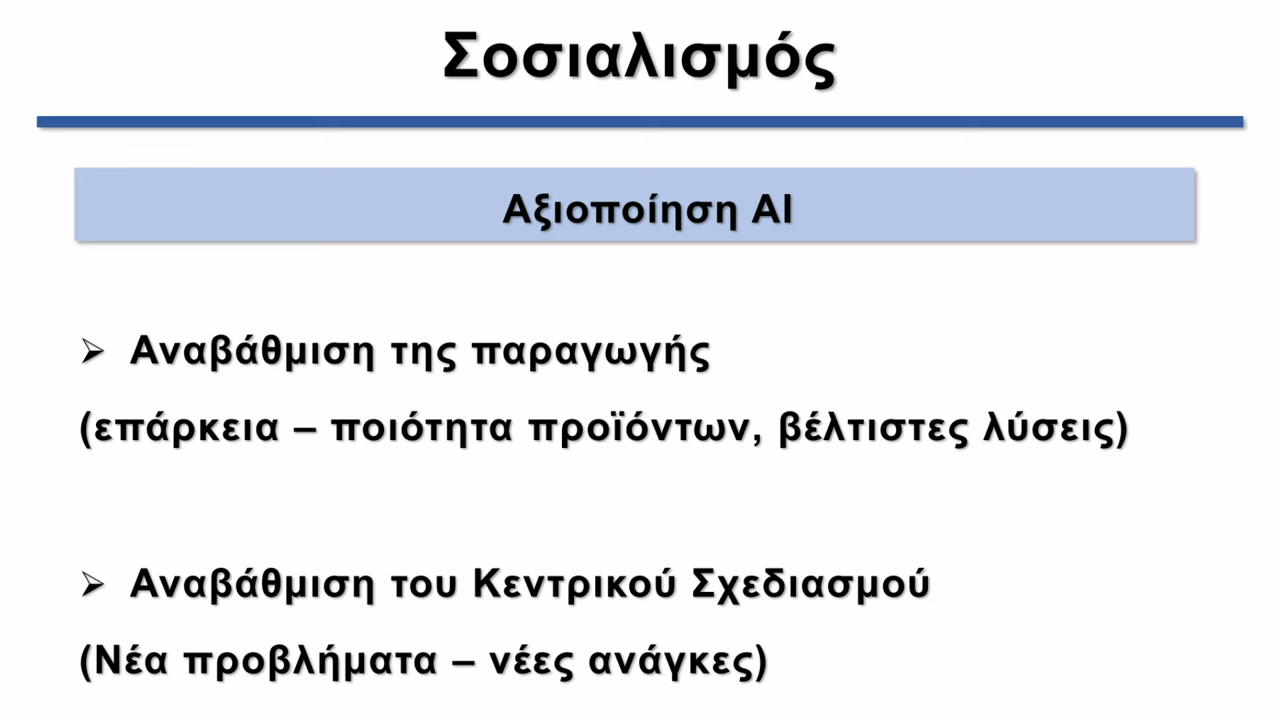 Σοσιαλισμός
Αξιοποίηση AI
➢ Αναβάθμιση της παραγωγής
(επάρκεια – ποιότητα προϊόντων, βέλτιστες λύσεις)
➢ Αναβάθμιση του Κεντρικού Σχεδιασμού
(Νέα προβλήματα – νέες ανάγκες)